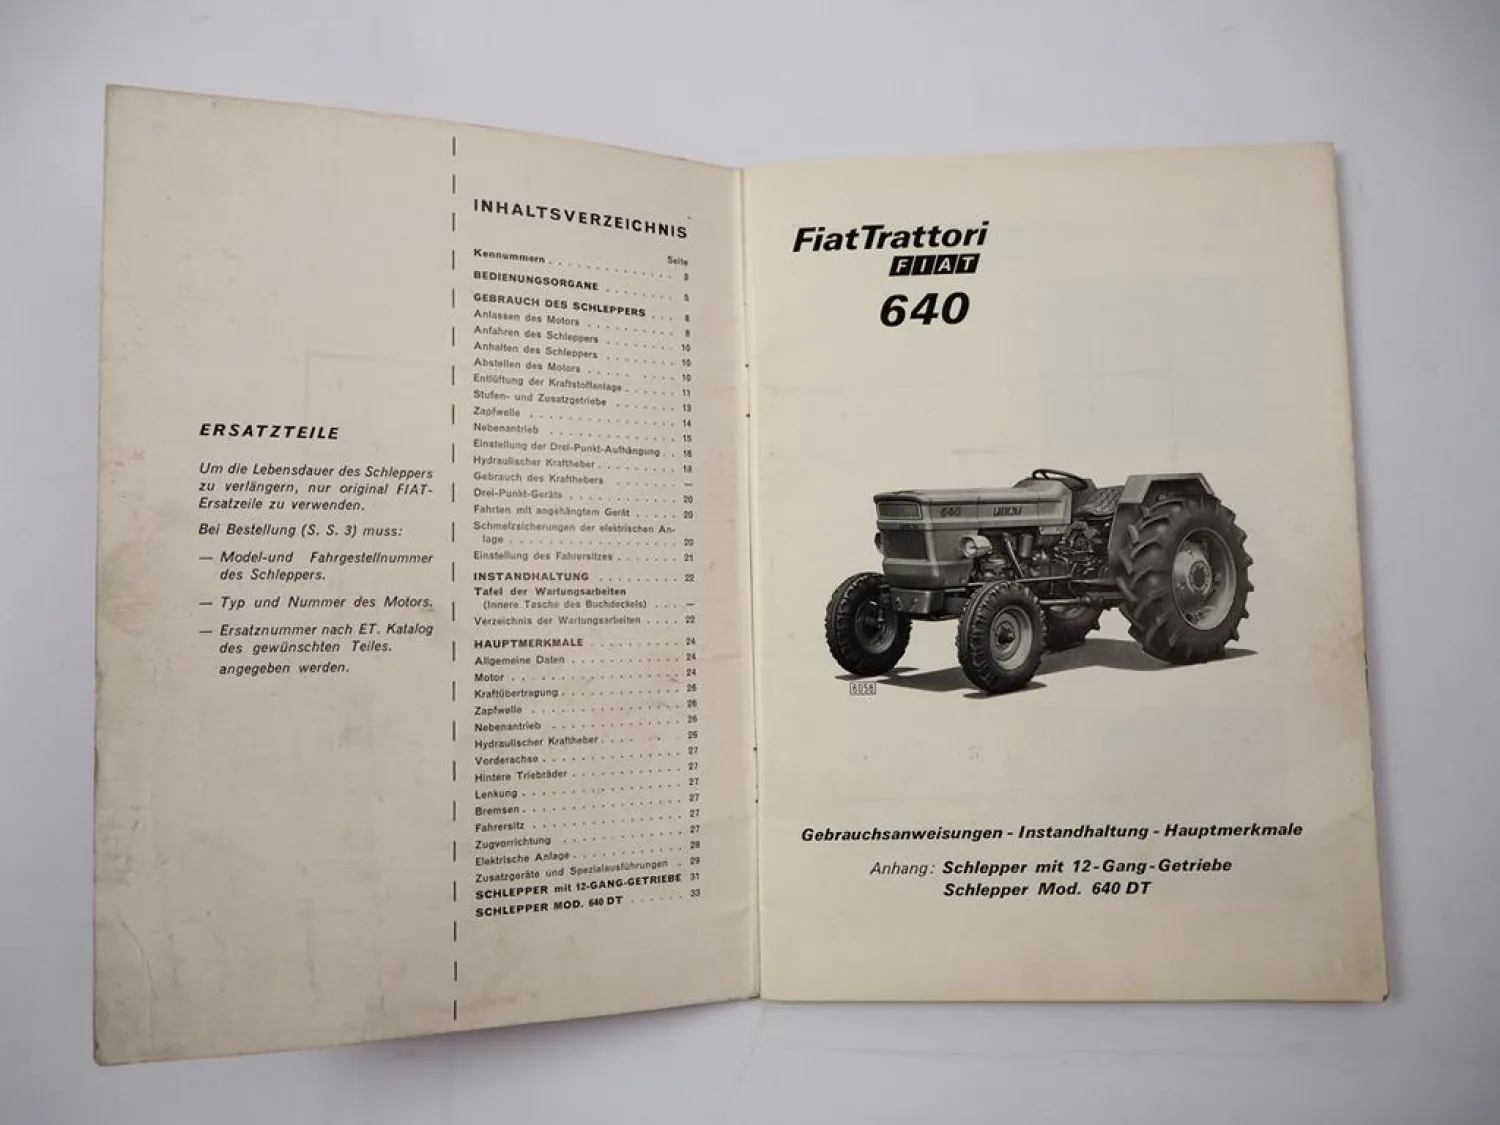 ERSATZTEILE
Um die Lebensdauer des Schleppers
zu verlängern, nur original FIAT-
Ersatzeile zu verwenden.
Bei Bestellung (S. S. 3) muss:
— Model-und Fahrgestellnummer
des Schleppers.
— Typ und Nummer des Motors.
— Ersatznummer nach ET. Katalog
des gewünschten Teiles.
angegeben werden.
INHALTSVERZEICHNIS
Seite
Kennummern . . . . . . . . . . . . . 3
BEDIENUNGSORGANE . . . . . . . . 5
GEBRAUCH DES SCHLEPPERS . . . 8
Anlassen des Motors . . . . . . . . . . 8
Anfahren des Schleppers . . . . . . . . 10
Anhalten des Schleppers . . . . . . . . 10
Abstellen des Motors . . . . . . . . . 10
Entlüftung der Kraftstoffanlage . . . . . . 11
Stufen- und Zusatzgetriebe . . . . . . . 13
Zapfwelle . . . . . . . . . . . . . . . 14
Nebenantrieb . . . . . . . . . . . . . 15
Einstellung der Drei-Punkt-Aufhängung . . 16
Hydraulischer Kraftheber . . . . . . . . . 18
Gebrauch des Krafthebers . . . . . . . —
Drei-Punkt-Geräte . . . . . . . . . . . . 20
Fahrten mit angehängtem Gerät . . . . . 20
Schmelzsicherungen der elektrischen An-
lage . . . . . . . . . . . . . . . . . . 20
Einstellung des Fahrersitzes . . . . . . . 21
INSTANDHALTUNG . . . . . . . . . 22
Tafel der Wartungsarbeiten
(Innere Tasche des Buchdeckels) . . . —
Verzeichnis der Wartungsarbeiten . . . . 22
HAUPTMERKMALE . . . . . . . . . 24
Allgemeine Daten . . . . . . . . . . . . 24
Motor . . . . . . . . . . . . . . . . . . 24
Kraftübertragung . . . . . . . . . . . . . 26
Zapfwelle . . . . . . . . . . . . . . . 26
Nebenantrieb . . . . . . . . . . . . . 26
Hydraulischer Kraftheber . . . . . . . . 26
Vorderachse . . . . . . . . . . . . . . . 27
Hintere Triebräder . . . . . . . . . . . . 27
Lenkung . . . . . . . . . . . . . . . . . 27
Bremsen . . . . . . . . . . . . . . . . . 27
Fahrersitz . . . . . . . . . . . . . . . 27
Zugvorrichtung . . . . . . . . . . . . . 27
Elektrische Anlage . . . . . . . . . . . . 28
Zusatzgeräte und Spezialausführungen . 29
SCHLEPPER mit 12-GANG-GETRIEBE 31
SCHLEPPER MOD. 640 DT . . . . . . 33
FiatTrattori
FIAT
640
640 FIAT
FIAT
8058
Gebrauchsanweisungen - Instandhaltung - Hauptmerkmale
Anhang: Schlepper mit 12-Gang-Getriebe
Schlepper Mod. 640 DT